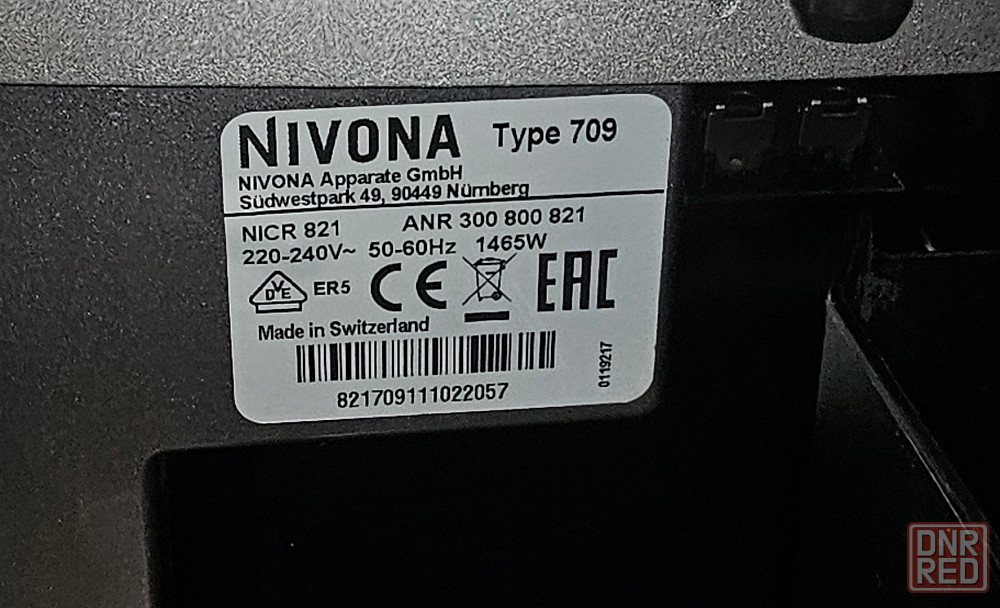 NIVONA Type 709
NIVONA Apparate GmbH
Südwestpark 49, 90449 Nürnberg
NICR 821 ANR 300 800 821
220-240V~ 50-60Hz 1465W
DVE ER5 CE EAC
Made in Switzerland
821709111022057
0119217
DNR
RED